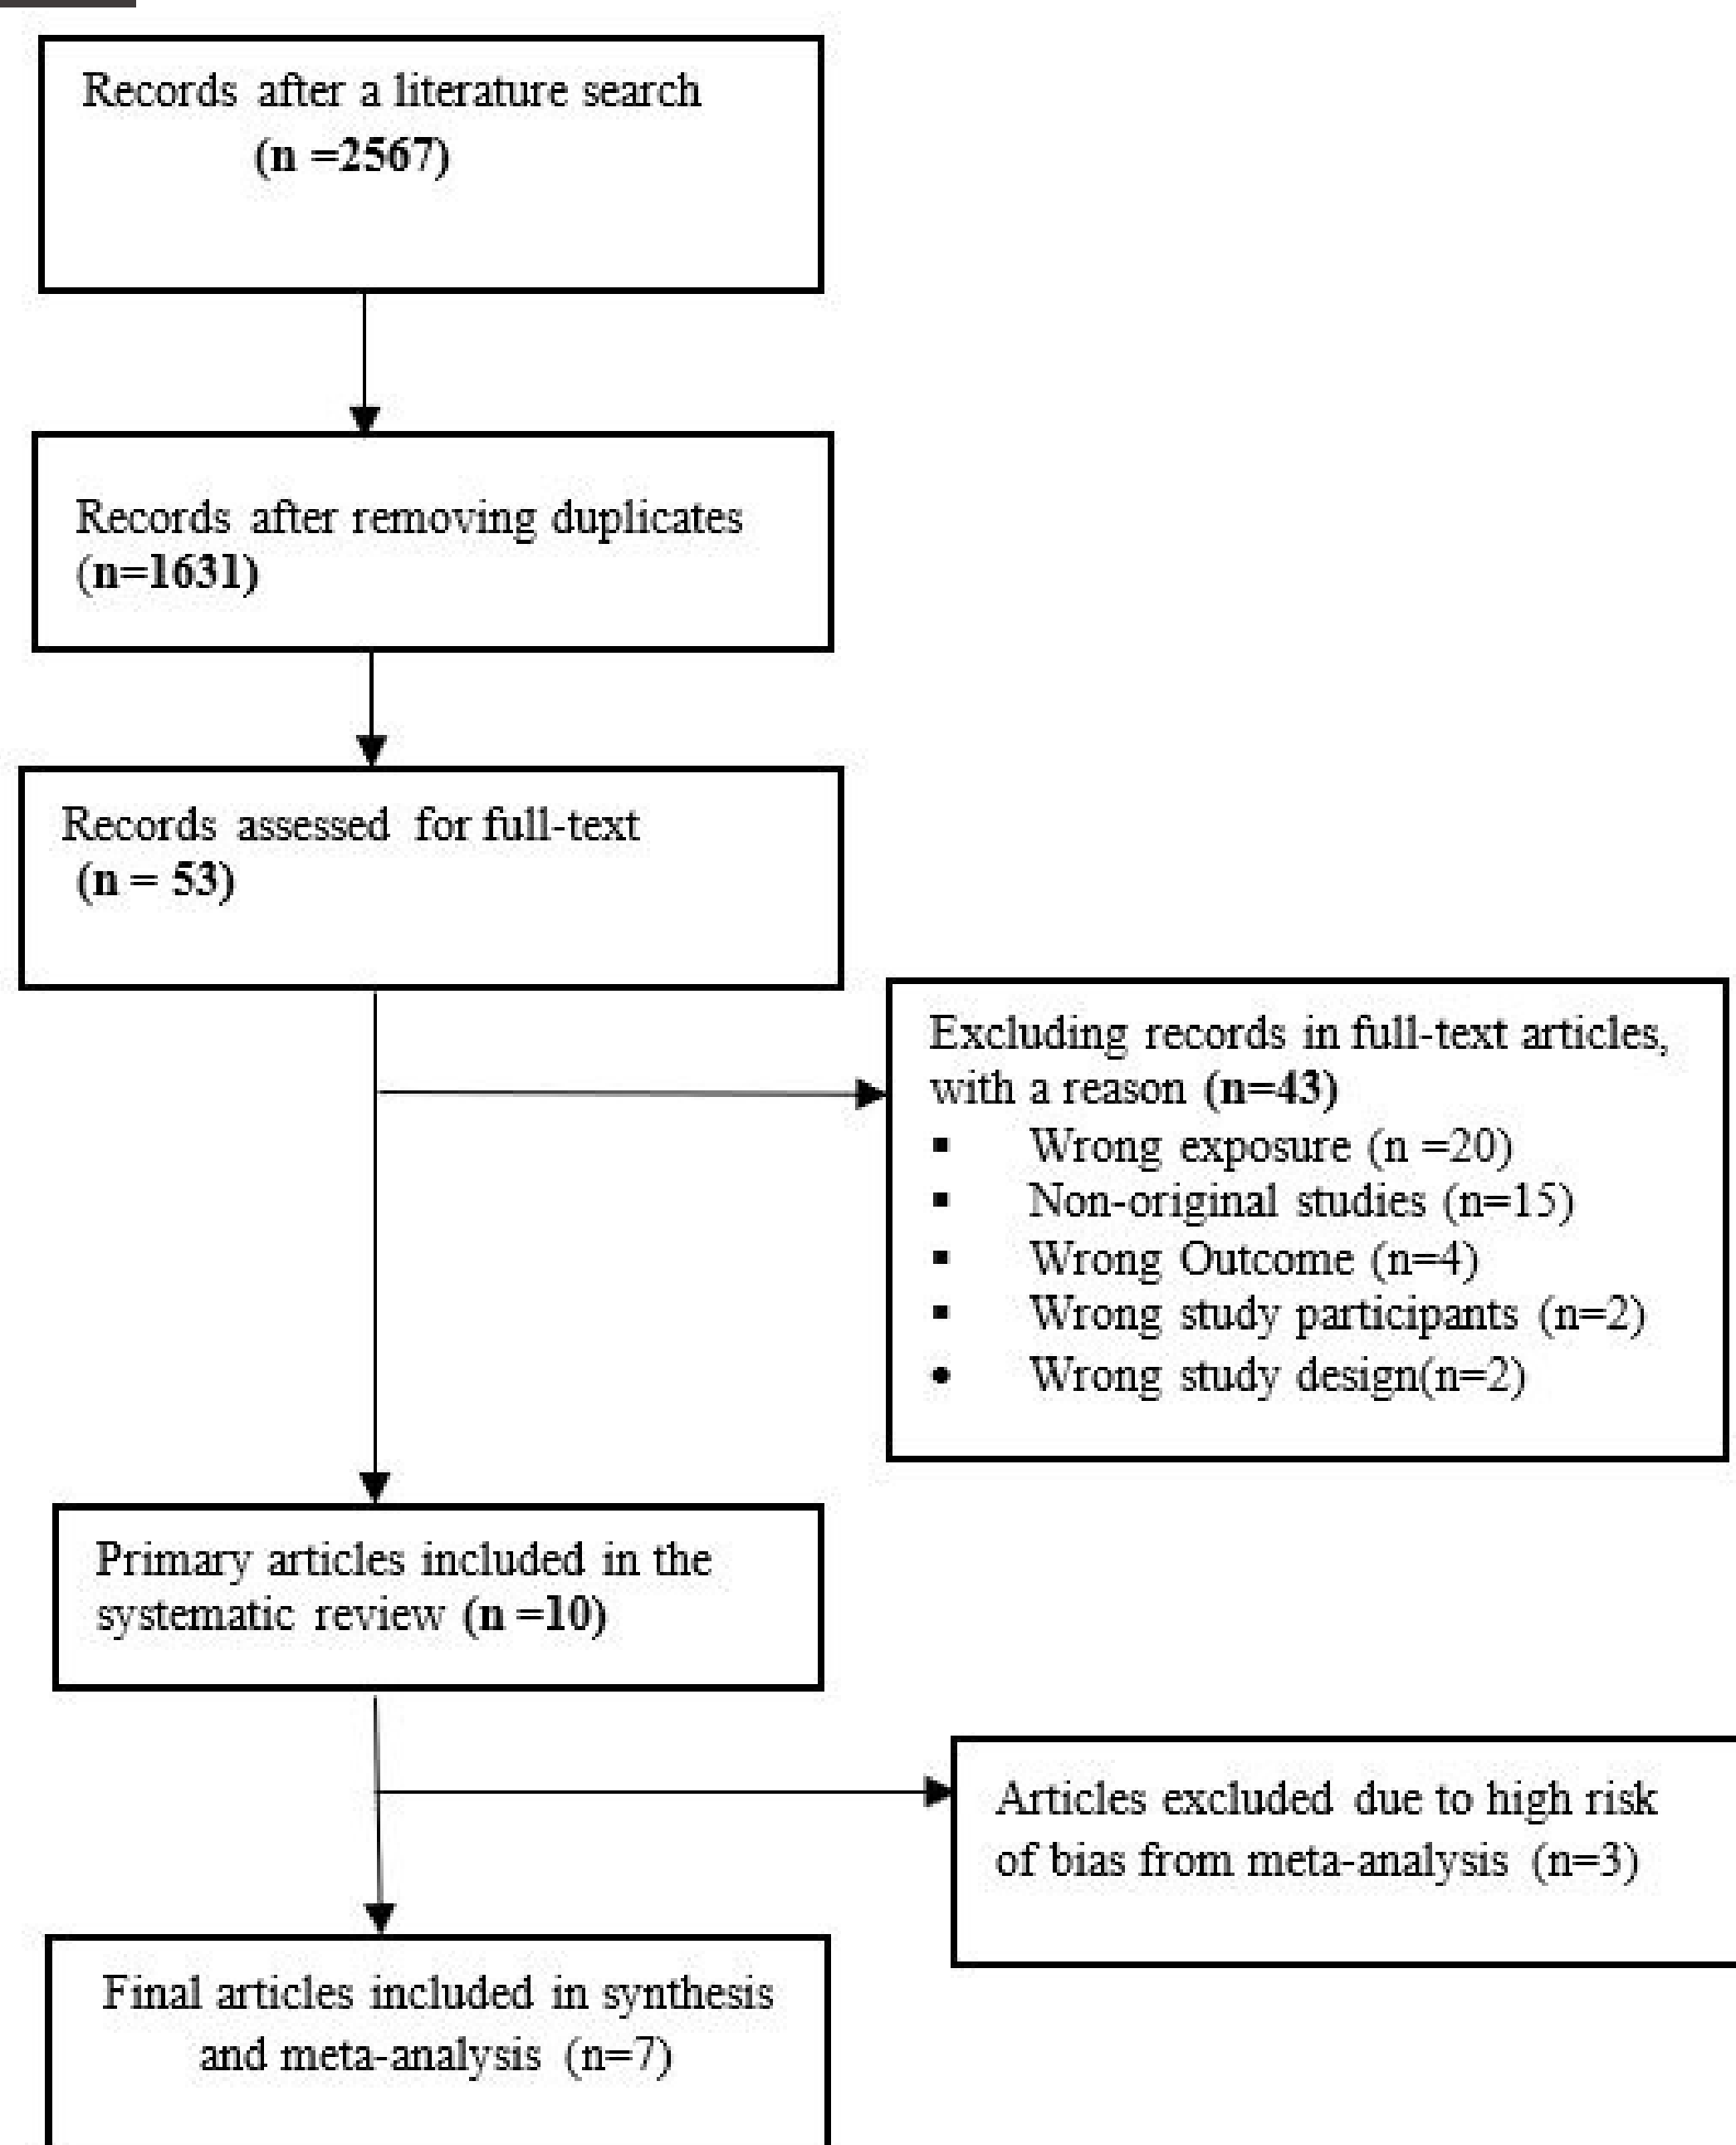 Records after a literature search
(n =2567)
Records after removing duplicates
(n=1631)
Records assessed for full-text
(n = 53)
Excluding records in full-text articles,
with a reason (n=43)
▪ Wrong exposure (n =20)
▪ Non-original studies (n=15)
▪ Wrong Outcome (n=4)
▪ Wrong study participants (n=2)
• Wrong study design(n=2)
Primary articles included in the
systematic review (n =10)
Articles excluded due to high risk
of bias from meta-analysis (n=3)
Final articles included in synthesis
and meta-analysis (n=7)